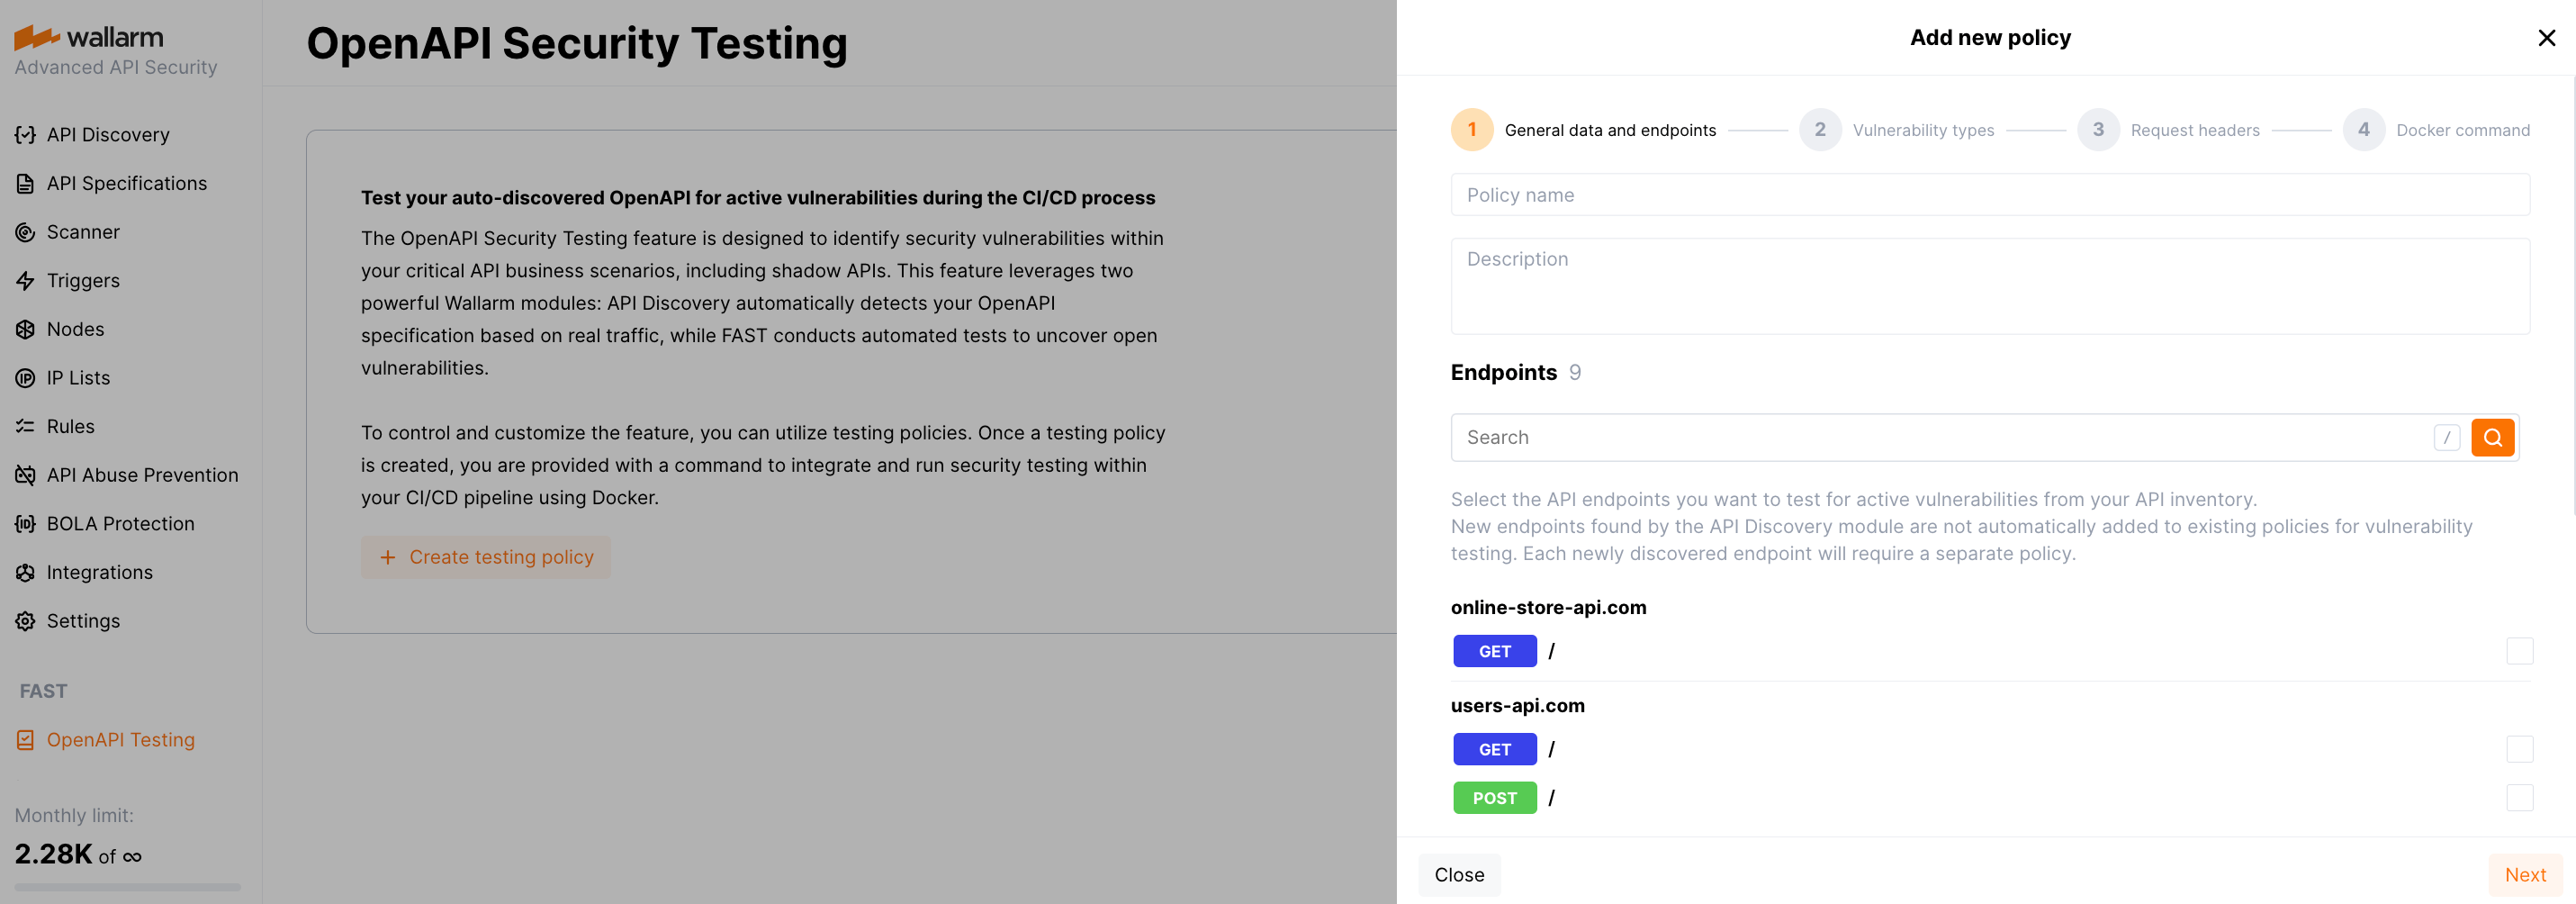 wallarm
Advanced API Security
API Discovery
API Specifications
Scanner
Triggers
Nodes
IP Lists
Rules
API Abuse Prevention
BOLA Protection
Integrations
Settings
FAST
OpenAPI Testing
Monthly limit:
2.28K of ∞
OpenAPI Security Testing
Test your auto-discovered OpenAPI for active vulnerabilities during the CI/CD process
The OpenAPI Security Testing feature is designed to identify security vulnerabilities within
your critical API business scenarios, including shadow APIs. This feature leverages two
powerful Wallarm modules: API Discovery automatically detects your OpenAPI
specification based on real traffic, while FAST conducts automated tests to uncover open
vulnerabilities.
To control and customize the feature, you can utilize testing policies. Once a testing policy
is created, you are provided with a command to integrate and run security testing within
your CI/CD pipeline using Docker.
+ Create testing policy
Add new policy
1 General data and endpoints 2 Vulnerability types 3 Request headers 4 Docker command
Policy name
Description
Endpoints 9
Search /
Select the API endpoints you want to test for active vulnerabilities from your API inventory.
New endpoints found by the API Discovery module are not automatically added to existing policies for vulnerability
testing. Each newly discovered endpoint will require a separate policy.
online-store-api.com
GET /
users-api.com
GET /
POST /
Close Next